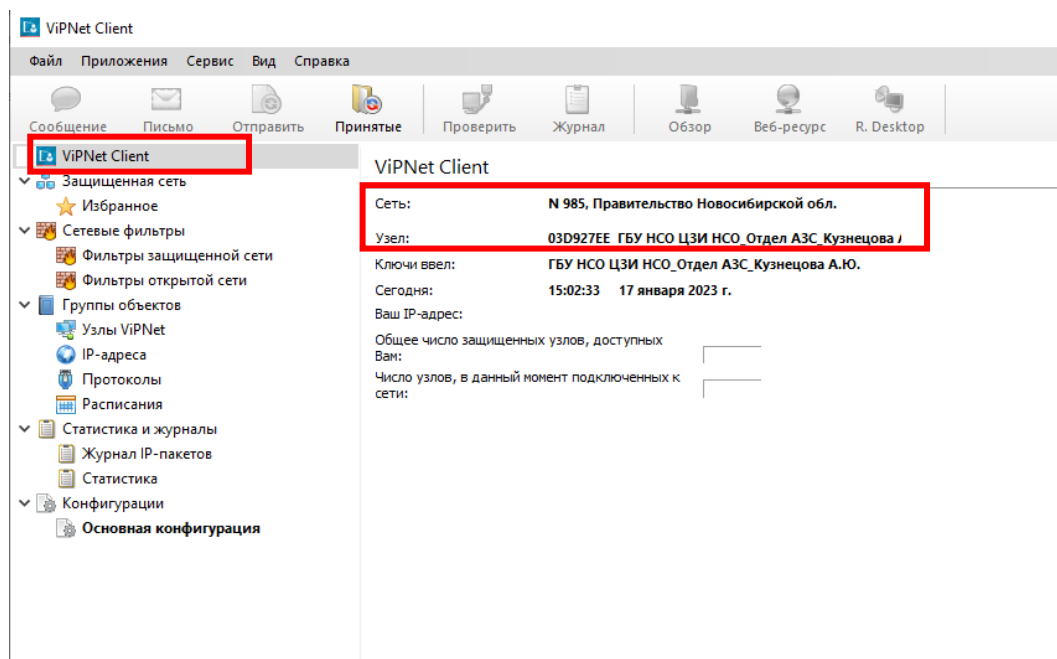 ViPNet Client
Файл Приложения Сервис Вид Справка
Сообщение Письмо Отправить Принятые Проверить Журнал Обзор Веб-ресурс R. Desktop
ViPNet Client
Защищенная сеть
Избранное
Сетевые фильтры
Фильтры защищенной сети
Фильтры открытой сети
Группы объектов
Узлы ViPNet
IP-адреса
Протоколы
Расписания
Статистика и журналы
Журнал IP-пакетов
Статистика
Конфигурации
Основная конфигурация
ViPNet Client
Сеть: N 985, Правительство Новосибирской обл.
Узел: 03D927EE ГБУ НСО ЦЗИ НСО_Отдел АЗС_Кузнецова
Ключи ввел: ГБУ НСО ЦЗИ НСО_Отдел АЗС_Кузнецова А.Ю.
Сегодня: 15:02:33 17 января 2023 г.
Ваш IP-адрес:
Общее число защищенных узлов, доступных
Вам:
Число узлов, в данный момент подключенных к
сети: